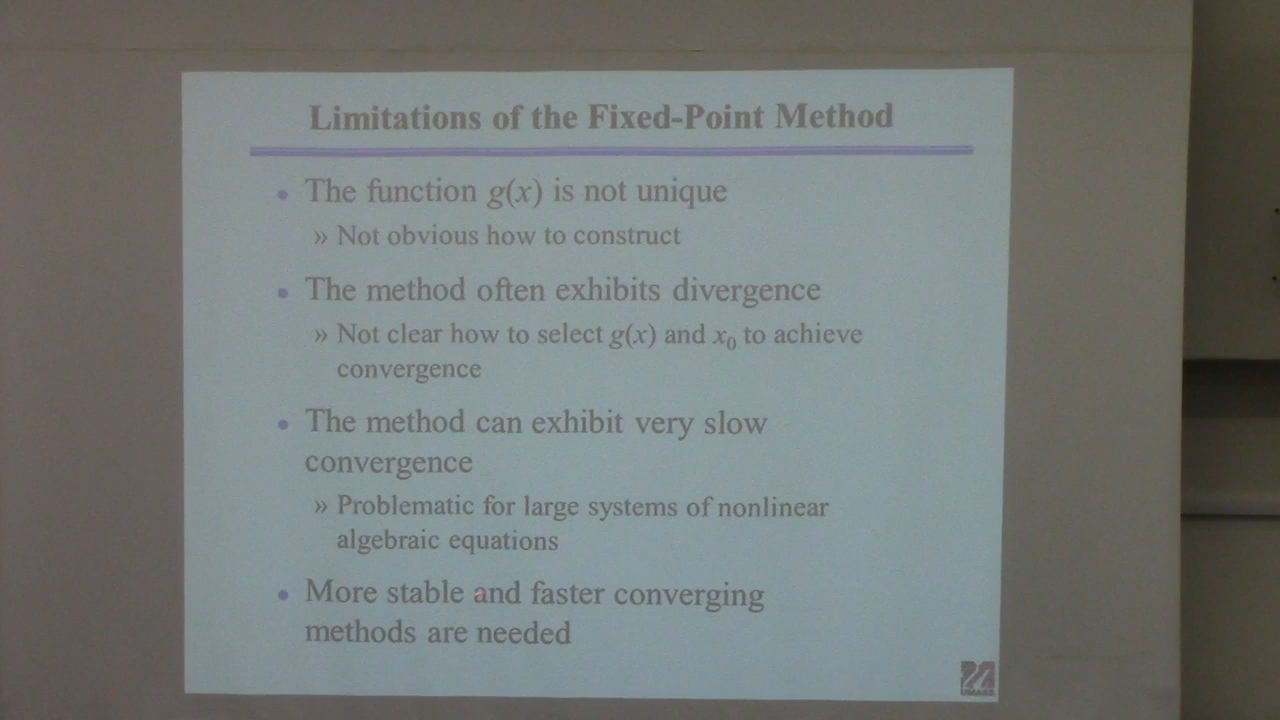 Limitations of the Fixed-Point Method
• The function g(x) is not unique
» Not obvious how to construct
• The method often exhibits divergence
» Not clear how to select g(x) and x₀ to achieve
convergence
• The method can exhibit very slow
convergence
» Problematic for large systems of nonlinear
algebraic equations
• More stable and faster converging
methods are needed
UMASS